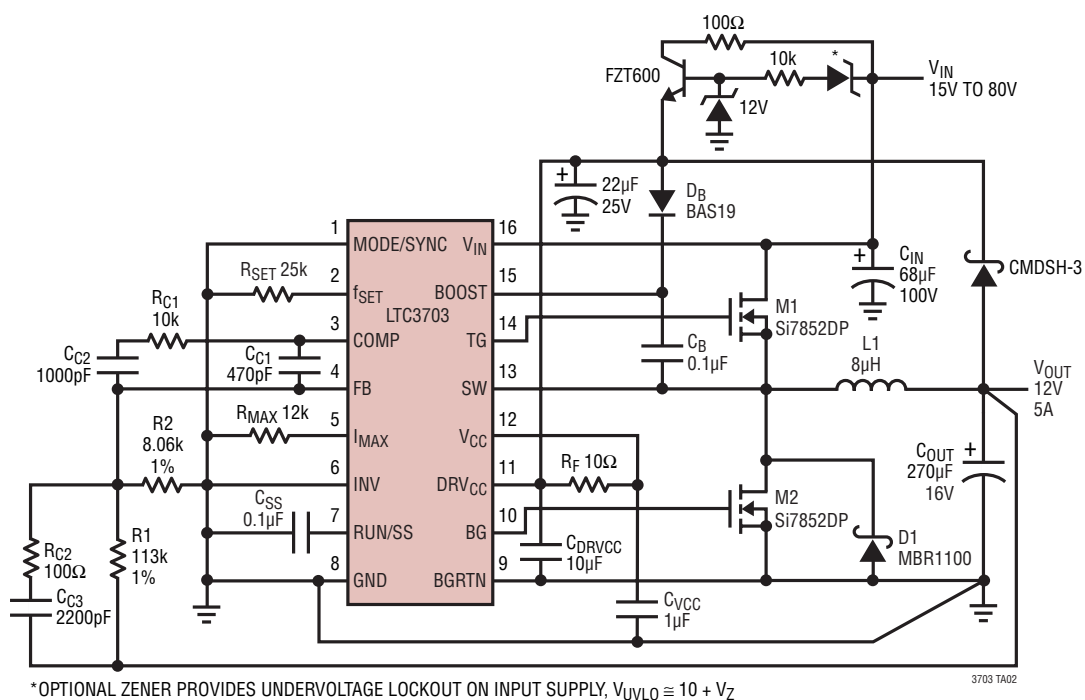 100Ω
10k
*
FZT600
12V
V_IN
15V TO 80V
+
22µF
25V
D_B
BAS19
1
MODE/SYNC
V_IN
16
R_SET 25k
2
f_SET
BOOST
15
LTC3703
R_C1
10k
3
COMP
TG
14
C_C2
1000pF
C_C1
470pF
4
FB
SW
13
R_MAX 12k
5
I_MAX
V_CC
12
R2
8.06k
1%
6
INV
DRV_CC
11
C_SS
0.1µF
7
RUN/SS
BG
10
8
GND
BGRTN
9
R_C2
100Ω
R1
113k
1%
C_C3
2200pF
+
C_IN
68µF
100V
CMDSH-3
M1
Si7852DP
C_B
0.1µF
L1
8µH
V_OUT
12V
5A
R_F 10Ω
C_OUT
270µF
16V
+
M2
Si7852DP
C_DRVCC
10µF
D1
MBR1100
C_VCC
1µF
*OPTIONAL ZENER PROVIDES UNDERVOLTAGE LOCKOUT ON INPUT SUPPLY, V_UVLO ≅ 10 + V_Z
3703 TA02